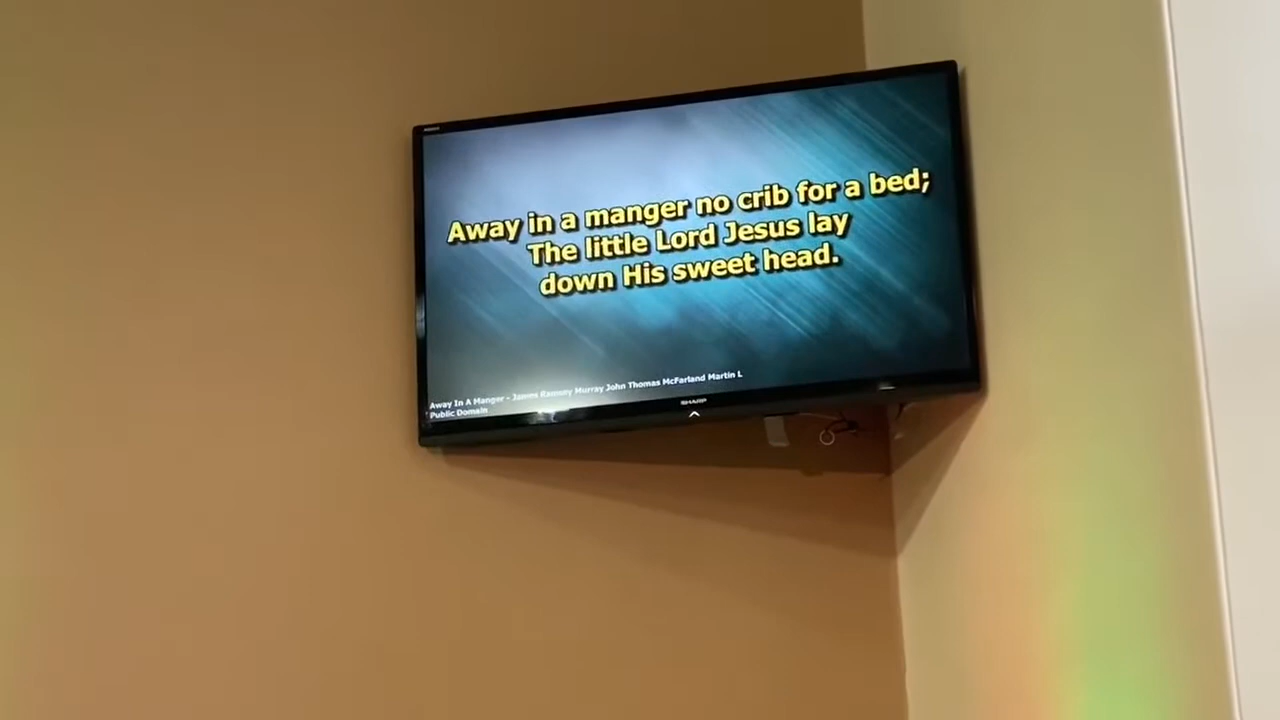 Away in a manger no crib for a bed;
The little Lord Jesus lay
down His sweet head.
Away In A Manger - James Ramsey Murray John Thomas McFarland Martin L
Public Domain
SHARP